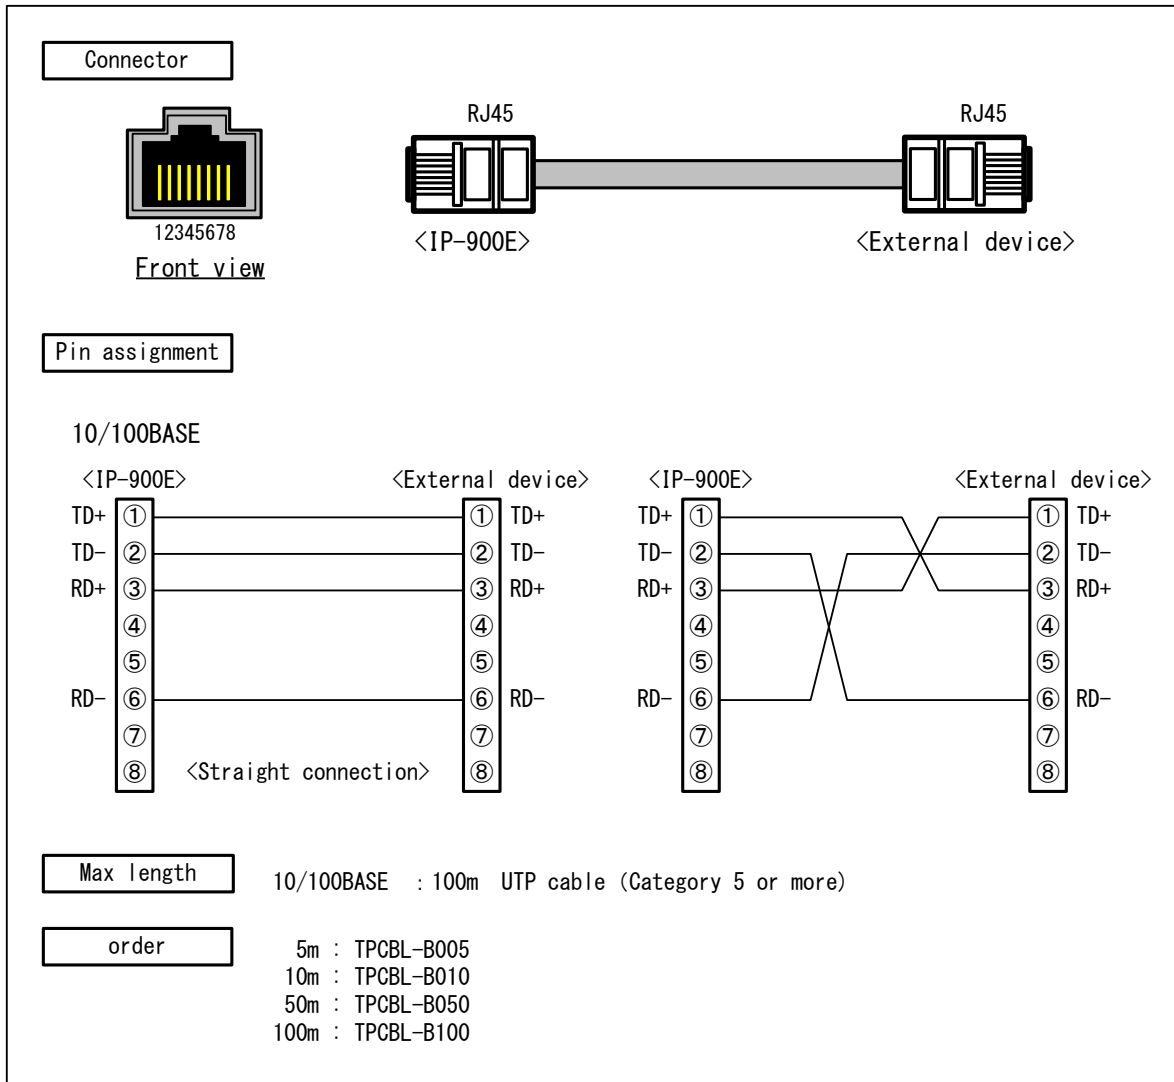 Connector
RJ45 RJ45
12345678
<IP-900E> <External device>
Front view
Pin assignment
10/100BASE
<IP-900E> <External device> <IP-900E> <External device>
TD+ ① ① TD+ TD+ ① ① TD+
TD- ② ② TD- TD- ② ② TD-
RD+ ③ ③ RD+ RD+ ③ ③ RD+
④ ④ ④ ④
⑤ ⑤ ⑤ ⑤
RD- ⑥ ⑥ RD- RD- ⑥ ⑥ RD-
⑦ ⑦ ⑦ ⑦
⑧ <Straight connection> ⑧ ⑧ ⑧
Max length
10/100BASE : 100m UTP cable (Category 5 or more)
order
5m : TPCBL-B005
10m : TPCBL-B010
50m : TPCBL-B050
100m : TPCBL-B100